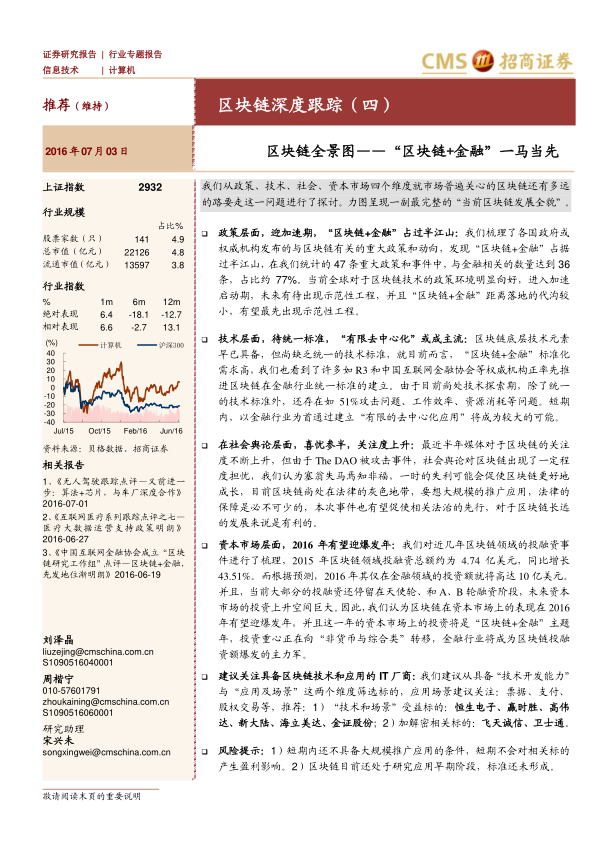 证券研究报告 | 行业专题报告
信息技术 | 计算机
CMS 招商证券
推荐（维持）
区块链深度跟踪（四）
2016年07月03日
区块链全景图——“区块链+金融”一马当先
上证指数 2932
行业规模
占比%
股票家数（只） 141 4.9
总市值（亿元） 22126 4.8
流通市值（亿元） 13597 3.8
行业指数
% 1m 6m 12m
绝对表现 6.4 -18.1 -12.7
相对表现 6.6 -2.7 13.1
(%) 计算机 沪深300
40
30
20
10
0
-10
-20
-30
-40
Jul/15 Oct/15 Feb/16 Jun/16
资料来源：贝格数据、招商证券
相关报告
1、《无人驾驶跟踪点评—又前进一
步：算法+芯片，与车厂深度合作》
2016-07-01
2、《互联网医疗系列跟踪点评之七—
医疗大数据运营支持政策明朗》
2016-06-27
3、《中国互联网金融协会成立“区块
链研究工作组”点评—区块链+金融，
先发地位渐明朗》2016-06-19
刘泽晶
liuzejing@cmschina.com.cn
S1090516040001
周楷宁
010-57601791
zhoukaining@cmschina.com.cn
S1090516060001
研究助理
宋兴未
songxingwei@cmschina.com.cn
我们从政策、技术、社会、资本市场四个维度就市场普遍关心的区块链还有多远
的路要走这一问题进行了探讨。力图呈现一副最完整的“当前区块链发展全貌”。
❑ 政策层面，迎加速期，“区块链+金融”占过半江山：我们梳理了各国政府或
权威机构发布的与区块链有关的重大政策和动向，发现“区块链+金融”占据
过半江山，在我们统计的 47 条重大政策和事件中，与金融相关的数量达到 36
条，占比约 77%。当前全球对于区块链技术的政策环境明显向好，进入加速
启动期，未来有待出现示范性工程，并且“区块链+金融”距离落地的代沟较
小，有望最先出现示范性工程。
❑ 技术层面，待统一标准，“有限去中心化”或成主流：区块链底层技术元素
早已具备，但尚缺乏统一的技术标准，就目前而言，“区块链+金融”标准化
需求高，我们也看到了许多如 R3 和中国互联网金融协会等权威机构正率先推
进区块链在金融行业统一标准的建立。由于目前尚处技术探索期，除了统一
的技术标准外，还存在如 51%攻击问题、工作效率、资源消耗等问题。短期
内、以金融行业为首通过建立“有限的去中心化应用”将成为较大的可能。
❑ 在社会舆论层面，喜忧参半，关注度上升：最近半年媒体对于区块链的关注
度不断上升，但由于 The DAO 被攻击事件，社会舆论对区块链出现了一定程
度担忧，我们认为塞翁失马焉知非福，一时的失利可能会促使区块链更好地
成长，目前区块链尚处在法律的灰色地带，要想大规模的推广应用，法律的
保障是必不可少的，本次事件也有望促使相关法治的先行，对于区块链长远
的发展来说是有利的。
❑ 资本市场层面，2016 年有望迎爆发年：我们对近几年区块链领域的投融资事
件进行了梳理，2015 年区块链领域投融资总额约为 4.74 亿美元，同比增长
43.51%。而根据预测，2016 年其仅在金融领域的投资额就将高达 10 亿美元。
并且，当前大部分的投融资还停留在天使轮、和 A、B 轮融资阶段，未来资本
市场的投资上升空间巨大。因此，我们认为区块链在资本市场上的表现在 2016
年有望迎爆发年，并且这一年的资本市场上的投资将是“区块链+金融”主题
年，投资重心正在向“非货币与综合类”转移，金融行业将成为区块链投融
资额爆发的主力军。
❑ 建议关注具备区块链技术和应用的 IT 厂商：我们建议从具备“技术开发能力”
与“应用及场景”这两个维度筛选标的，应用场景建议关注：票据、支付、
股权交易等，推荐：1）“技术和场景”受益标的：恒生电子、赢时胜、高伟
达、新大陆、海立美达、金证股份；2）加解密相关标的：飞天诚信、卫士通。
❑ 风险提示：1）短期内还不具备大规模推广应用的条件，短期不会对相关标的
产生盈利影响。2）区块链目前还处于研究应用早期阶段，标准还未形成。
敬请阅读末页的重要说明